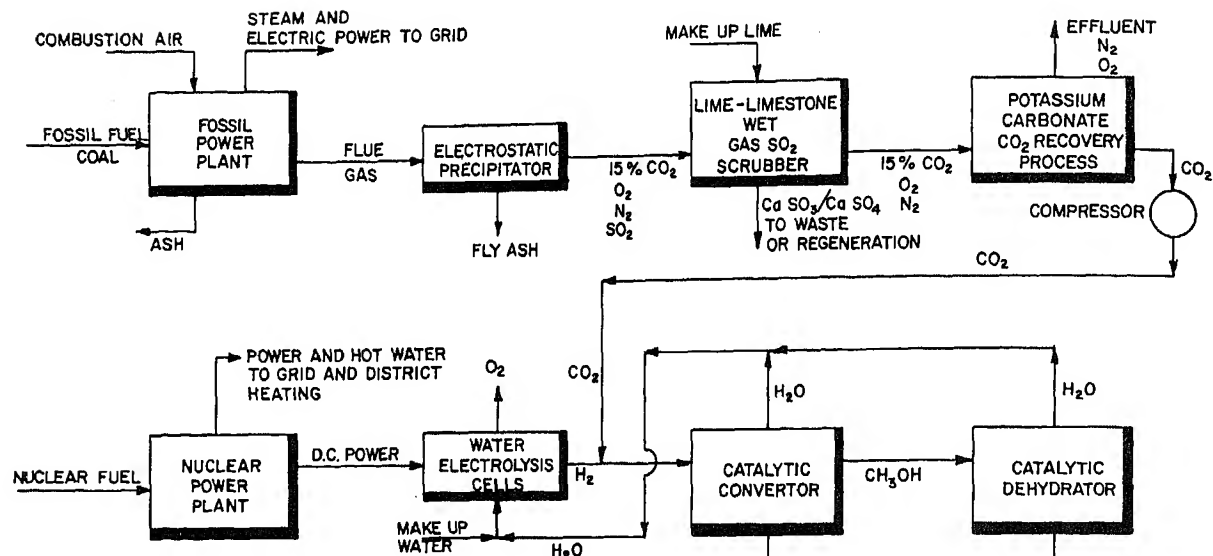 COMBUSTION AIR
STEAM AND
ELECTRIC POWER TO GRID
FOSSIL FUEL
COAL
FOSSIL
POWER
PLANT
ASH
FLUE
GAS
ELECTROSTATIC
PRECIPITATOR
FLY ASH
15% CO2
O2
N2
SO2
MAKE UP LIME
LIME-LIMESTONE
WET
GAS SO2
SCRUBBER
Ca SO3/Ca SO4
TO WASTE
OR REGENERATION
15% CO2
O2
N2
EFFLUENT
N2
O2
POTASSIUM
CARBONATE
CO2 RECOVERY
PROCESS
CO2
COMPRESSOR
CO2
POWER AND HOT WATER
TO GRID AND DISTRICT
HEATING
NUCLEAR FUEL
NUCLEAR
POWER
PLANT
D.C. POWER
O2
WATER
ELECTROLYSIS
CELLS
MAKE UP
WATER
H2O
H2
CO2
CATALYTIC
CONVERTOR
H2O
CH3OH
CATALYTIC
DEHYDRATOR
H2O